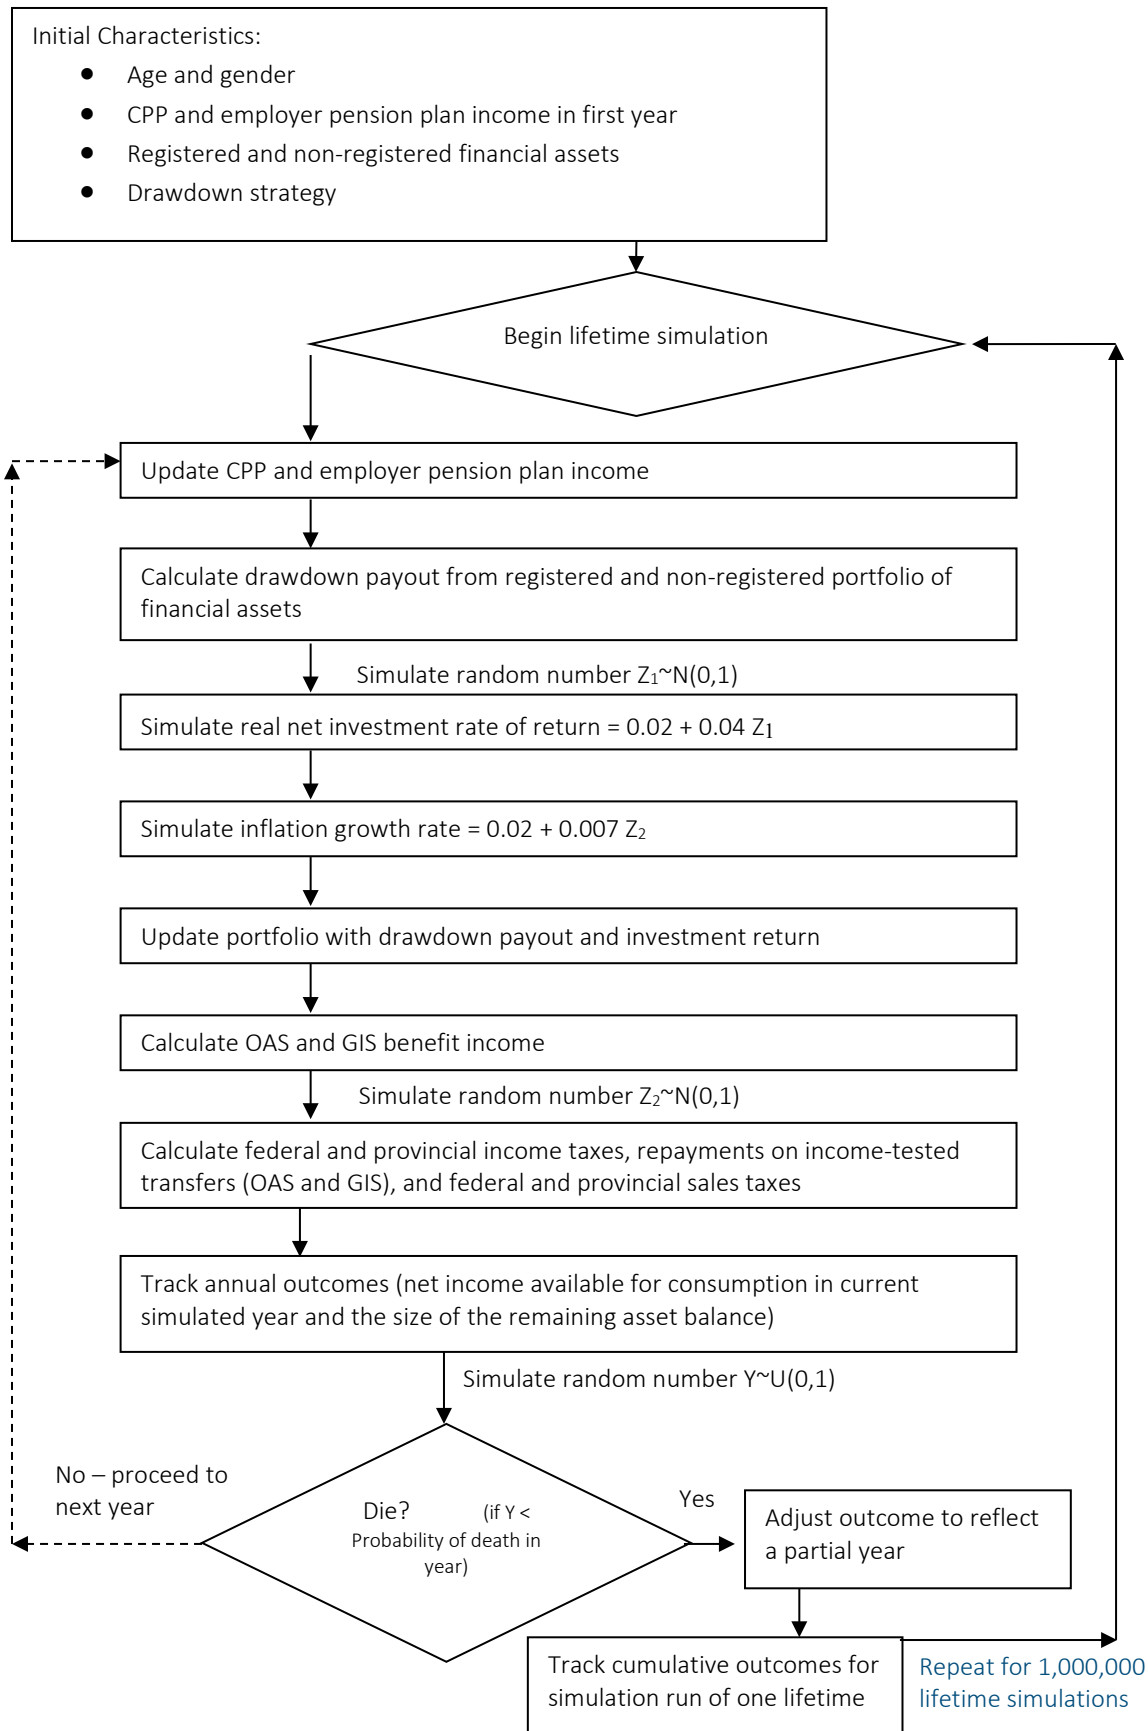 Initial Characteristics:
● Age and gender
● CPP and employer pension plan income in first year
● Registered and non-registered financial assets
● Drawdown strategy
Begin lifetime simulation
Update CPP and employer pension plan income
Calculate drawdown payout from registered and non-registered portfolio of
financial assets
Simulate random number Z₁~N(0,1)
Simulate real net investment rate of return = 0.02 + 0.04 Z₁
Simulate inflation growth rate = 0.02 + 0.007 Z₂
Update portfolio with drawdown payout and investment return
Calculate OAS and GIS benefit income
Simulate random number Z₂~N(0,1)
Calculate federal and provincial income taxes, repayments on income-tested
transfers (OAS and GIS), and federal and provincial sales taxes
Track annual outcomes (net income available for consumption in current
simulated year and the size of the remaining asset balance)
Simulate random number Y~U(0,1)
No – proceed to
next year
Die? (if Y <
Probability of death in
year)
Yes
Adjust outcome to reflect
a partial year
Track cumulative outcomes for
simulation run of one lifetime
Repeat for 1,000,000
lifetime simulations